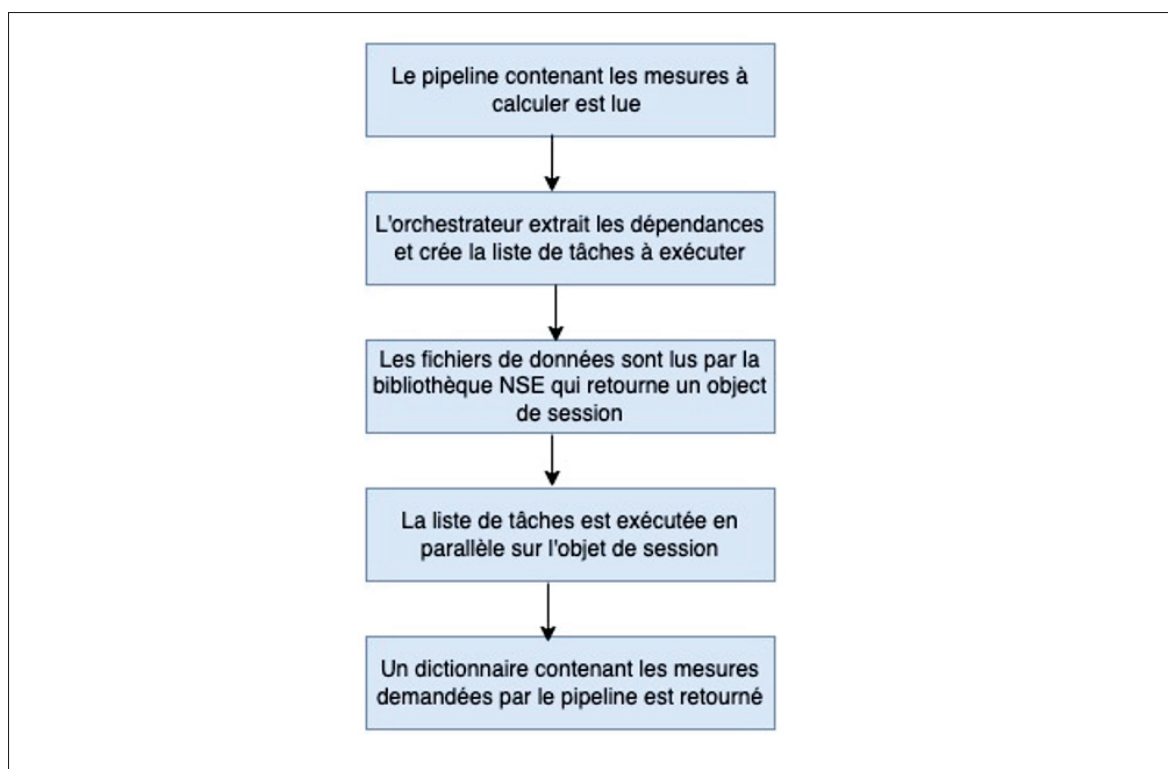 Le pipeline contenant les mesures à
calculer est lue
L'orchestrateur extrait les dépendances
et crée la liste de tâches à exécuter
Les fichiers de données sont lus par la
bibliothèque NSE qui retourne un object
de session
La liste de tâches est exécutée en
parallèle sur l'objet de session
Un dictionnaire contenant les mesures
demandées par le pipeline est retourné